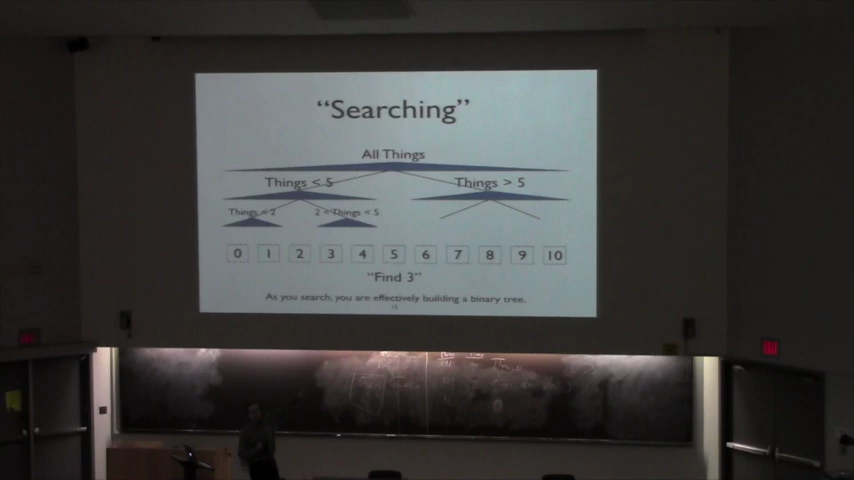 “Searching”
All Things
Things < 5 Things > 5
Things < 2 2 < Things < 5
0 1 2 3 4 5 6 7 8 9 10
“Find 3”
As you search, you are effectively building a binary tree.